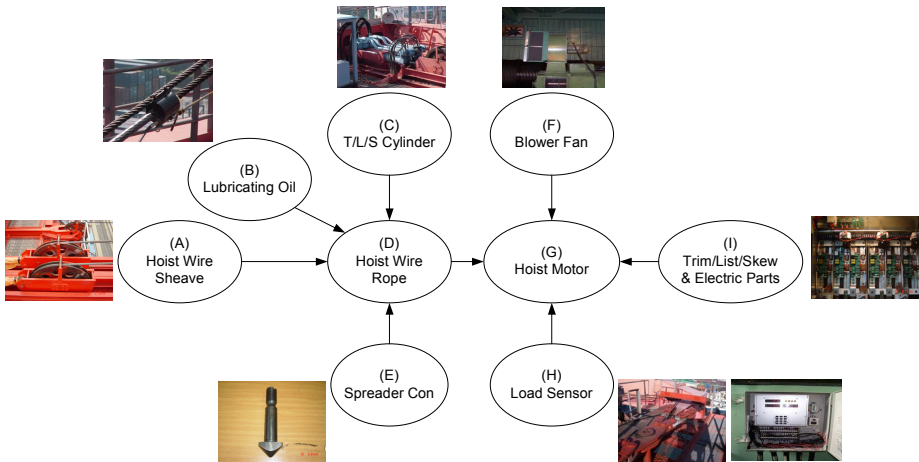 (C)
T/L/S Cylinder
(F)
Blower Fan
(B)
Lubricating Oil
(A)
Hoist Wire
Sheave
(D)
Hoist Wire
Rope
(G)
Hoist Motor
(I)
Trim/List/Skew
& Electric Parts
(E)
Spreader Con
(H)
Load Sensor